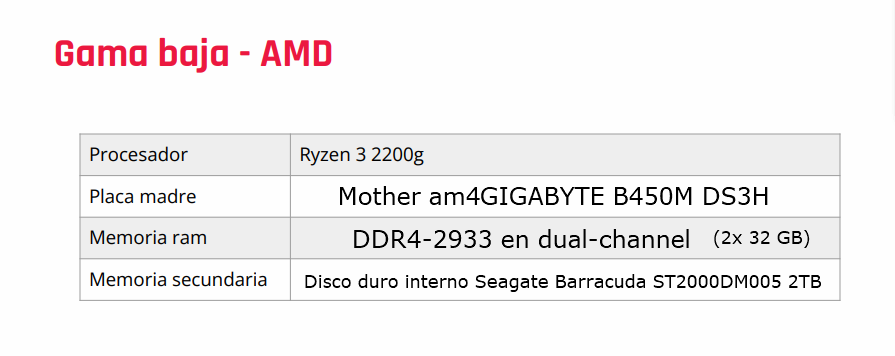 Gama baja - AMD
Procesador Ryzen 3 2200g
Placa madre Mother am4GIGABYTE B450M DS3H
Memoria ram DDR4-2933 en dual-channel (2x 32 GB)
Memoria secundaria Disco duro interno Seagate Barracuda ST2000DM005 2TB